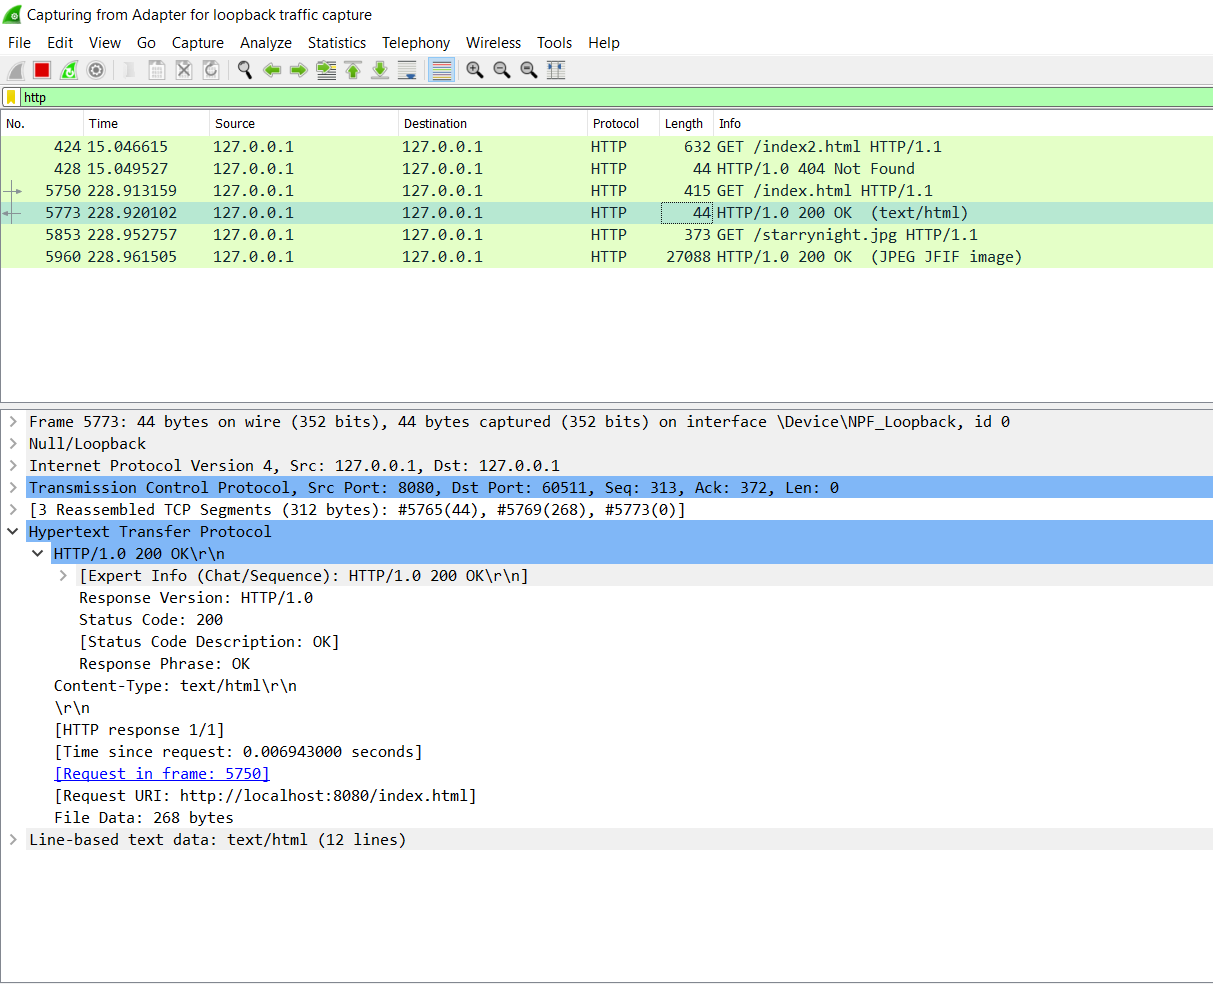 Capturing from Adapter for loopback traffic capture
File Edit View Go Capture Analyze Statistics Telephony Wireless Tools Help
http
No. Time Source Destination Protocol Length Info
424 15.046615 127.0.0.1 127.0.0.1 HTTP 632 GET /index2.html HTTP/1.1
428 15.049527 127.0.0.1 127.0.0.1 HTTP 44 HTTP/1.0 404 Not Found
5750 228.913159 127.0.0.1 127.0.0.1 HTTP 415 GET /index.html HTTP/1.1
5773 228.920102 127.0.0.1 127.0.0.1 HTTP 44 HTTP/1.0 200 OK  (text/html)
5853 228.952757 127.0.0.1 127.0.0.1 HTTP 373 GET /starrynight.jpg HTTP/1.1
5960 228.961505 127.0.0.1 127.0.0.1 HTTP 27088 HTTP/1.0 200 OK  (JPEG JFIF image)
Frame 5773: 44 bytes on wire (352 bits), 44 bytes captured (352 bits) on interface \Device\NPF_Loopback, id 0
Null/Loopback
Internet Protocol Version 4, Src: 127.0.0.1, Dst: 127.0.0.1
Transmission Control Protocol, Src Port: 8080, Dst Port: 60511, Seq: 313, Ack: 372, Len: 0
[3 Reassembled TCP Segments (312 bytes): #5765(44), #5769(268), #5773(0)]
Hypertext Transfer Protocol
HTTP/1.0 200 OK\r\n
[Expert Info (Chat/Sequence): HTTP/1.0 200 OK\r\n]
Response Version: HTTP/1.0
Status Code: 200
[Status Code Description: OK]
Response Phrase: OK
Content-Type: text/html\r\n
\r\n
[HTTP response 1/1]
[Time since request: 0.006943000 seconds]
[Request in frame: 5750]
[Request URI: http://localhost:8080/index.html]
File Data: 268 bytes
Line-based text data: text/html (12 lines)